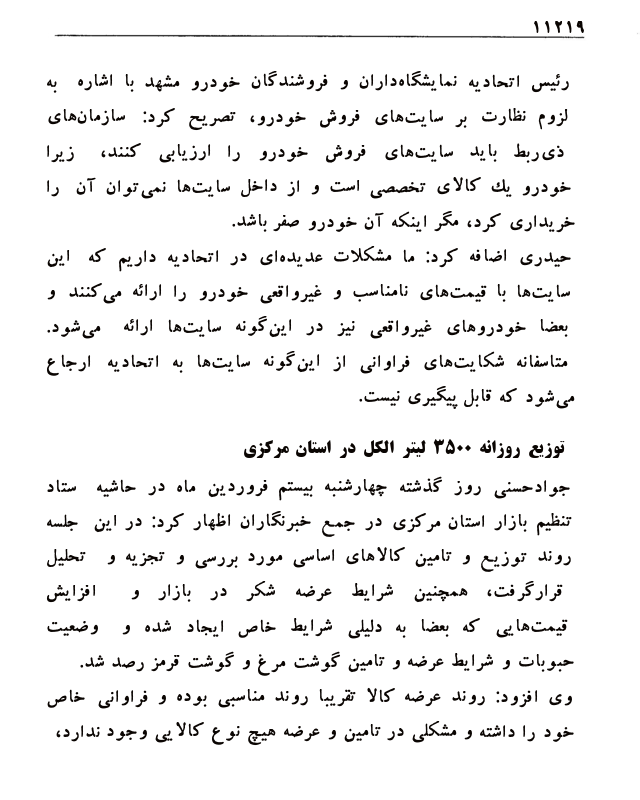 ۱۱۲۱۹
رئیس اتحادیه نمایشگاه‌داران و فروشندگان خودرو مشهد با اشاره به
لزوم نظارت بر سایت‌های فروش خودرو، تصریح کرد: سازمان‌های
ذی‌ربط باید سایت‌های فروش خودرو را ارزیابی کنند، زیرا
خودرو یك کالای تخصصی است و از داخل سایت‌ها نمی‌توان آن را
خریداری کرد، مگر اینکه آن خودرو صفر باشد.
حیدری اضافه کرد: ما مشکلات عدیده‌ای در اتحادیه داریم که این
سایت‌ها با قیمت‌های نامناسب و غیرواقعی خودرو را ارائه می‌کنند و
بعضا خودروهای غیرواقعی نیز در این‌گونه سایت‌ها ارائه می‌شود.
متاسفانه شکایت‌های فراوانی از این‌گونه سایت‌ها به اتحادیه ارجاع
می‌شود که قابل پیگیری نیست.
توزیع روزانه ۳۵۰۰ لیتر الکل در استان مرکزی
جوادحسنی روز گذشته چهارشنبه بیستم فروردین ماه در حاشیه ستاد
تنظیم بازار استان مرکزی در جمع خبرنگاران اظهار کرد: در این جلسه
روند توزیع و تامین کالاهای اساسی مورد بررسی و تجزیه و تحلیل
قرارگرفت، همچنین شرایط عرضه شکر در بازار و افزایش
قیمت‌هایی که بعضا به دلیلی شرایط خاص ایجاد شده و وضعیت
حبوبات و شرایط عرضه و تامین گوشت مرغ و گوشت قرمز رصد شد.
وی افزود: روند عرضه کالا تقریبا روند مناسبی بوده و فراوانی خاص
خود را داشته و مشکلی در تامین و عرضه هیچ نوع کالایی وجود ندارد،